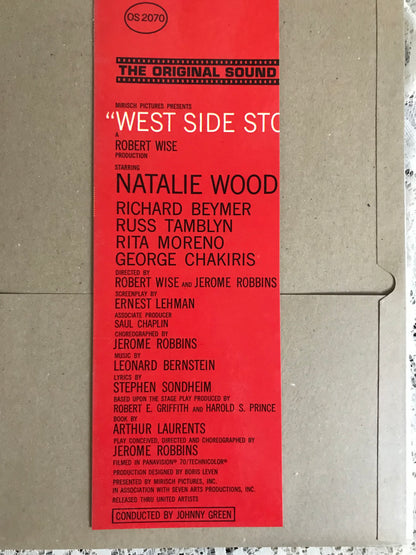 OS 2070
THE ORIGINAL SOUND
MIRISCH PICTURES PRESENTS
"WEST SIDE STO
A
ROBERT WISE
PRODUCTION
STARRING
NATALIE WOOD
RICHARD BEYMER
RUSS TAMBLYN
RITA MORENO
GEORGE CHAKIRIS
DIRECTED BY
ROBERT WISE AND JEROME ROBBINS
SCREENPLAY BY
ERNEST LEHMAN
ASSOCIATE PRODUCER
SAUL CHAPLIN
CHOREOGRAPHED BY
JEROME ROBBINS
MUSIC BY
LEONARD BERNSTEIN
LYRICS BY
STEPHEN SONDHEIM
BASED UPON THE STAGE PLAY PRODUCED BY
ROBERT E. GRIFFITH AND HAROLD S. PRINCE
BOOK BY
ARTHUR LAURENTS
PLAY CONCEIVED, DIRECTED AND CHOREOGRAPHED BY
JEROME ROBBINS
FILMED IN PANAVISION® 70/TECHNICOLOR®
PRODUCTION DESIGNED BY BORIS LEVEN
PRESENTED BY MIRISCH PICTURES, INC.
IN ASSOCIATION WITH SEVEN ARTS PRODUCTIONS, INC.
RELEASED THRU UNITED ARTISTS
CONDUCTED BY JOHNNY GREEN